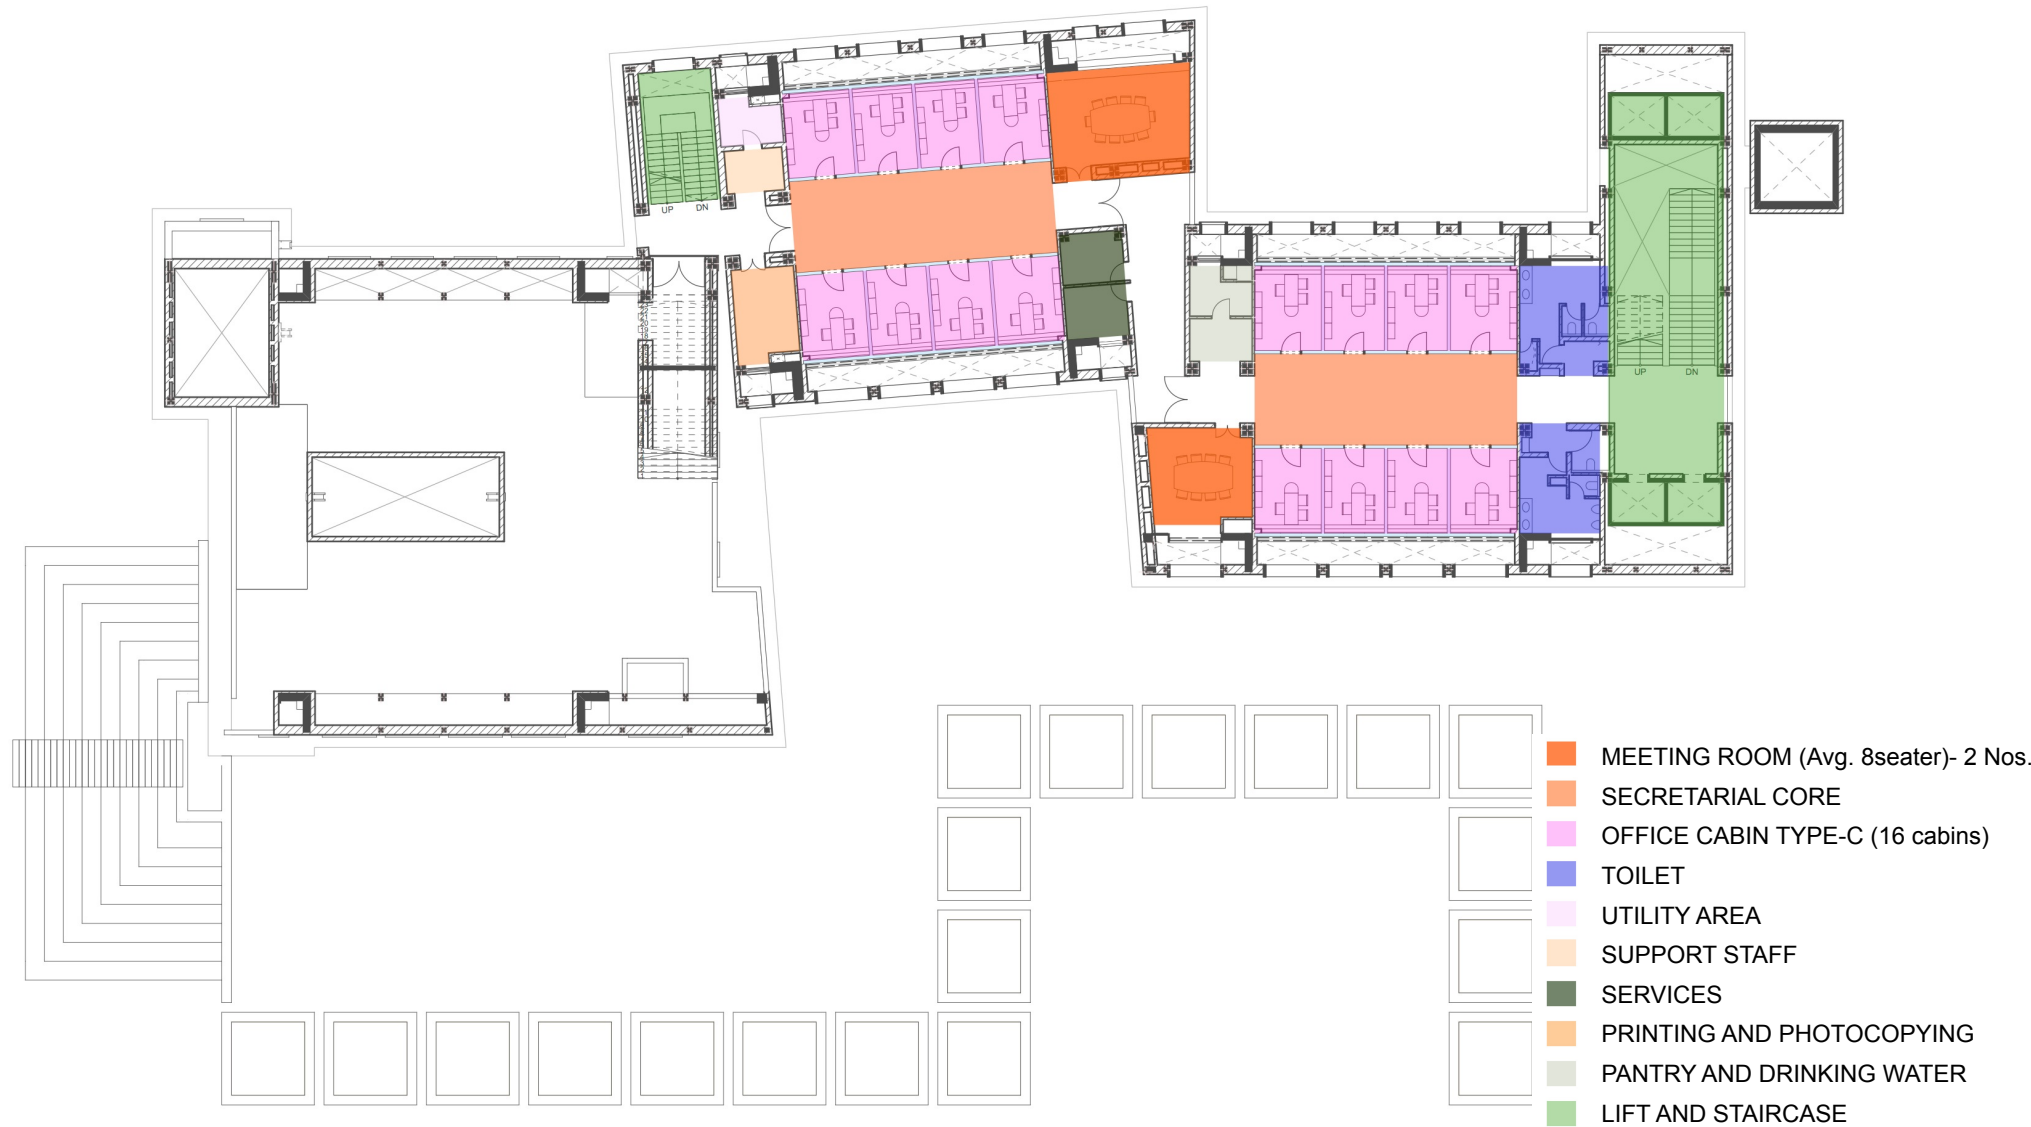 UP
DN
UP
DN
MEETING ROOM (Avg. 8seater)- 2 Nos.
SECRETARIAL CORE
OFFICE CABIN TYPE-C (16 cabins)
TOILET
UTILITY AREA
SUPPORT STAFF
SERVICES
PRINTING AND PHOTOCOPYING
PANTRY AND DRINKING WATER
LIFT AND STAIRCASE